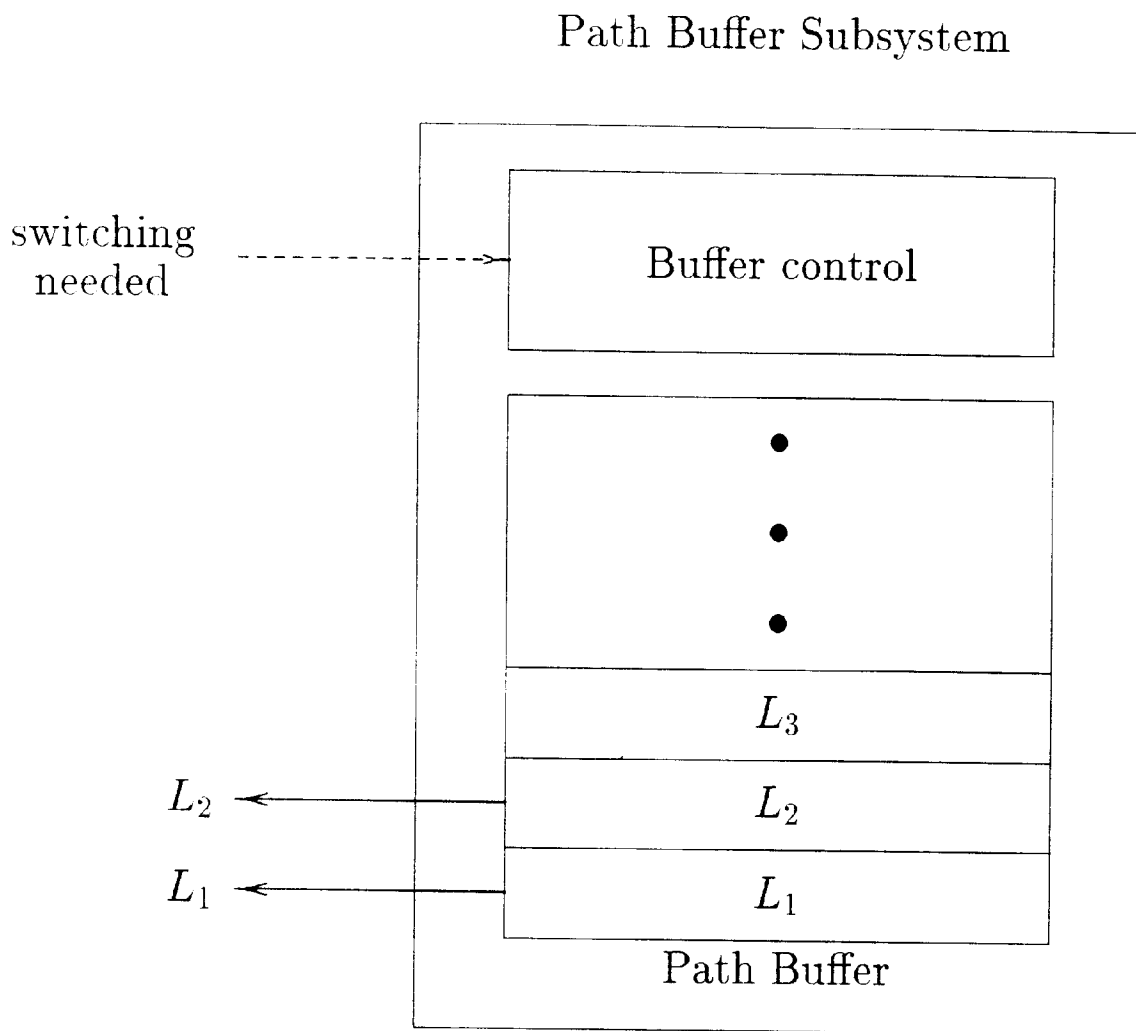 Path Buffer Subsystem
switching
needed
Buffer control
L₃
L₂
L₂
L₁
L₁
Path Buffer